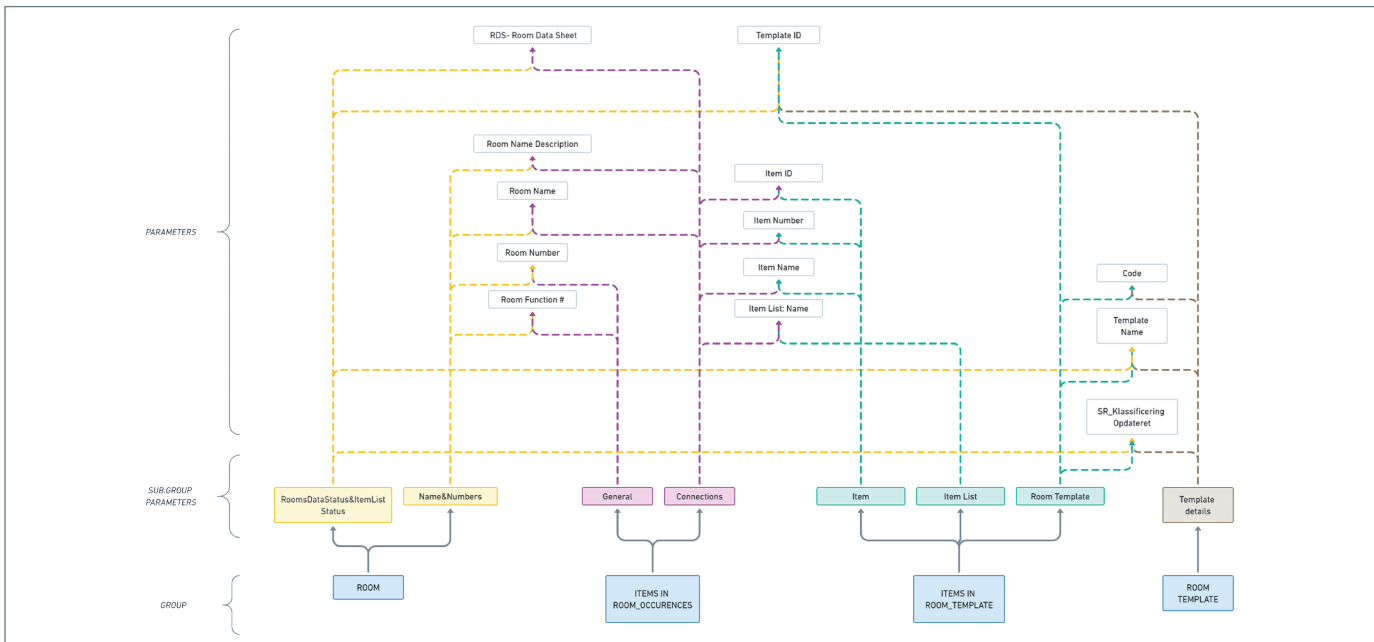 RDS- Room Data Sheet
Template ID
Room Name Description
Item ID
Room Name
Item Number
PARAMETERS
Room Number
Item Name
Code
Room Function #
Item List: Name
Template
Name
SR_Klassificering
Opdateret
SUB.GROUP
PARAMETERS
RoomsDataStatus&ItemList
Status
Name&Numbers
General
Connections
Item
Item List
Room Template
Template
details
GROUP
ROOM
ITEMS IN
ROOM_OCCURENCES
ITEMS IN
ROOM_TEMPLATE
ROOM
TEMPLATE